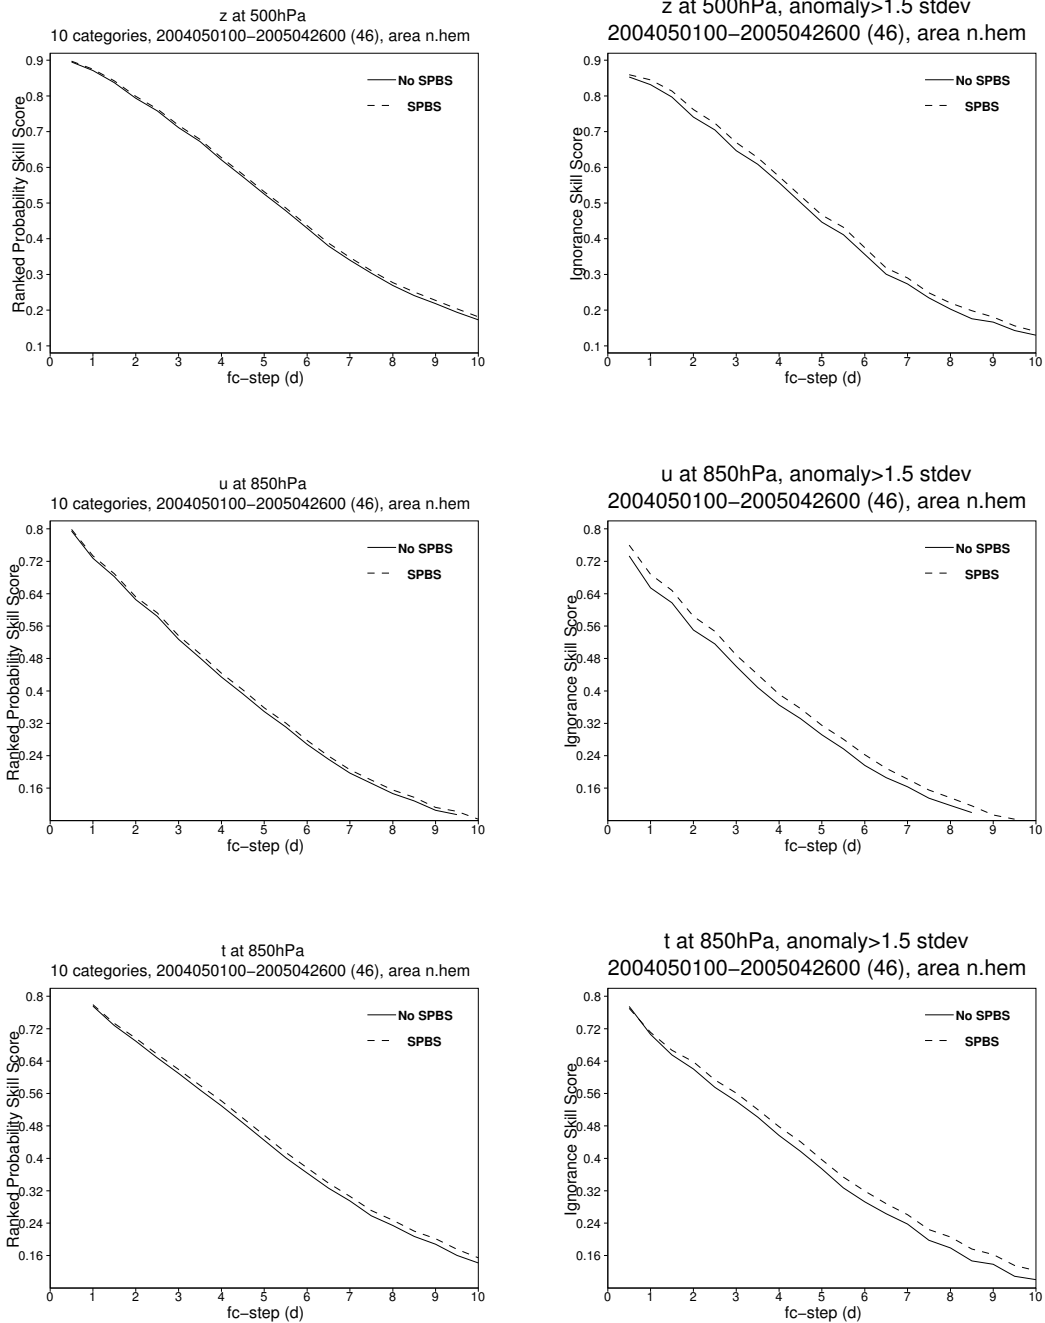 z at 500hPa
10 categories, 2004050100−2005042600 (46), area n.hem
0.9
0.8
0.7
0.6
0.5
0.4
0.3
0.2
0.1
Ranked Probability Skill Score
No SPBS
SPBS
0 1 2 3 4 5 6 7 8 9 10
fc−step (d)
z at 500hPa, anomaly>1.5 stdev
2004050100−2005042600 (46), area n.hem
0.9
0.8
0.7
0.6
0.5
0.4
0.3
0.2
0.1
Ignorance Skill Score
No SPBS
SPBS
0 1 2 3 4 5 6 7 8 9 10
fc−step (d)
u at 850hPa
10 categories, 2004050100−2005042600 (46), area n.hem
0.8
0.72
0.64
0.56
0.48
0.4
0.32
0.24
0.16
Ranked Probability Skill Score
No SPBS
SPBS
0 1 2 3 4 5 6 7 8 9 10
fc−step (d)
u at 850hPa, anomaly>1.5 stdev
2004050100−2005042600 (46), area n.hem
0.8
0.72
0.64
0.56
0.48
0.4
0.32
0.24
0.16
Ignorance Skill Score
No SPBS
SPBS
0 1 2 3 4 5 6 7 8 9 10
fc−step (d)
t at 850hPa
10 categories, 2004050100−2005042600 (46), area n.hem
0.8
0.72
0.64
0.56
0.48
0.4
0.32
0.24
0.16
Ranked Probability Skill Score
No SPBS
SPBS
0 1 2 3 4 5 6 7 8 9 10
fc−step (d)
t at 850hPa, anomaly>1.5 stdev
2004050100−2005042600 (46), area n.hem
0.8
0.72
0.64
0.56
0.48
0.4
0.32
0.24
0.16
Ignorance Skill Score
No SPBS
SPBS
0 1 2 3 4 5 6 7 8 9 10
fc−step (d)